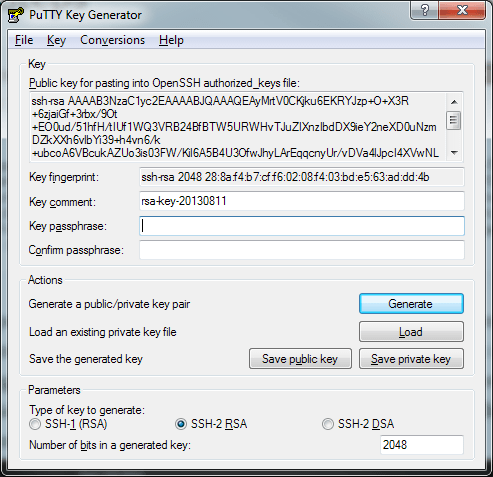 PuTTY Key Generator
File Key Conversions Help
Key
Public key for pasting into OpenSSH authorized_keys file:
ssh-rsa AAAAB3NzaC1yc2EAAAABJQAAAQEAyMrtV0CKjku6EKRYJzp+O+X3R
+6zjaiGf+3rbx/9Ot
+EO0ud/51hfH/tIUf1WQ3VRB24BfBTW5URWHvTJuZIXnzIbdDX9ieY2neXD0uNzm
DZkXXh6vIbYi39+h4vn6/k
+ubcoA6VBcukAZUo3is03FW/KiI6A5B4U3OfwJhyLArEqqcnyUr/vDVa4IJpcI4XVwNL
Key fingerprint: ssh-rsa 2048 28:8a:f4:b7:cf:f6:02:08:f4:03:bd:e5:63:ad:dd:4b
Key comment: rsa-key-20130811
Key passphrase:
Confirm passphrase:
Actions
Generate a public/private key pair Generate
Load an existing private key file Load
Save the generated key Save public key Save private key
Parameters
Type of key to generate:
SSH-1 (RSA) SSH-2 RSA SSH-2 DSA
Number of bits in a generated key: 2048